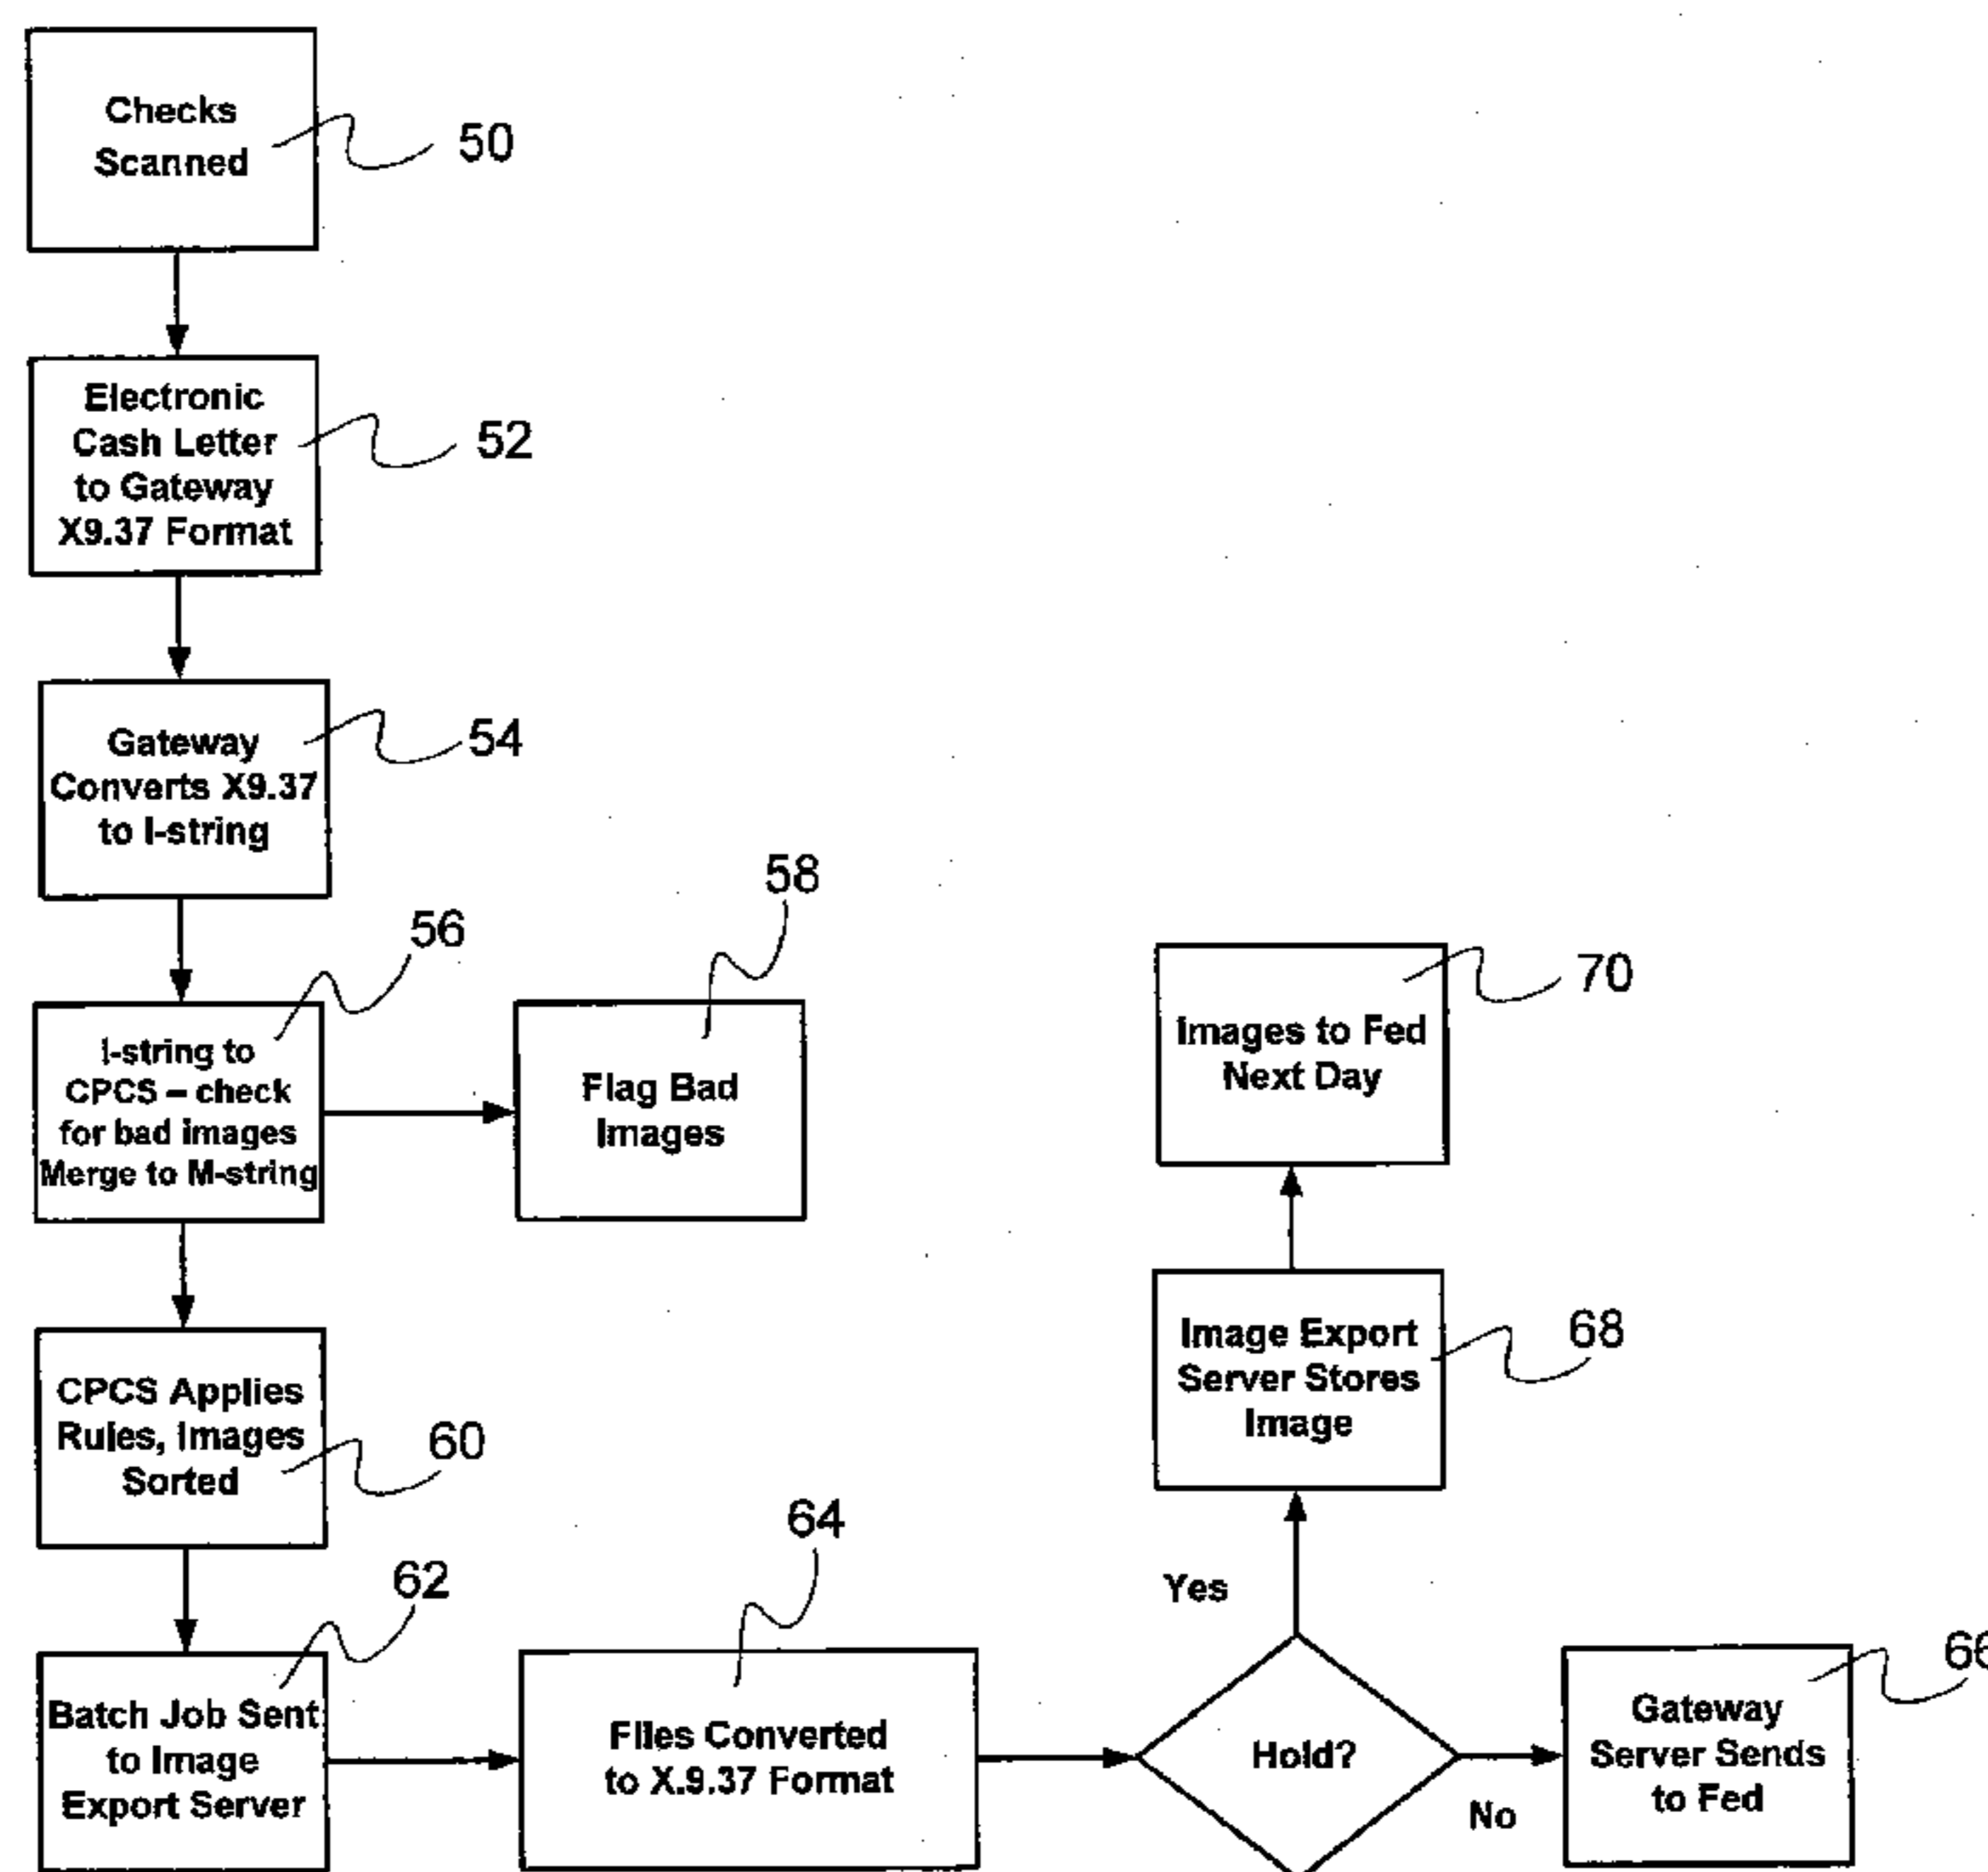 Checks
Scanned
50
Electronic
Cash Letter
to Gateway
X9.37 Format
52
Gateway
Converts X9.37
to I-string
54
56
I-string to
CPCS – check
for bad images
Merge to M-string
58
Flag Bad
Images
CPCS Applies
Rules, Images
Sorted
60
62
Batch Job Sent
to Image
Export Server
64
Files Converted
to X.9.37 Format
Hold?
Yes
No
66
Gateway
Server Sends
to Fed
Image Export
Server Stores
Image
68
Images to Fed
Next Day
70